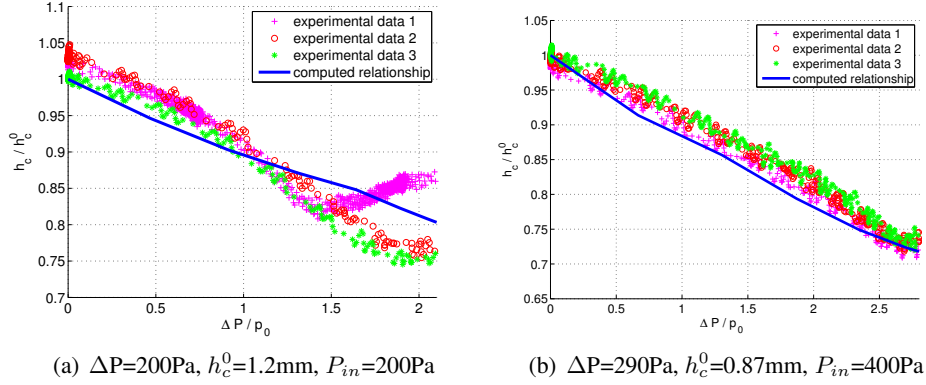 1.1
1.05
1
0.95
0.9
0.85
0.8
0.75
0.7
0
0.5
1
1.5
2
h_c / h_c^0
Δ P / p_0
experimental data 1
experimental data 2
experimental data 3
computed relationship
1.05
1
0.95
0.9
0.85
0.8
0.75
0.7
0.65
0
0.5
1
1.5
2
2.5
h_c / h_c^0
Δ P / p_0
experimental data 1
experimental data 2
experimental data 3
computed relationship
(a) ΔP=200Pa, h_c^0=1.2mm, P_in=200Pa
(b) ΔP=290Pa, h_c^0=0.87mm, P_in=400Pa